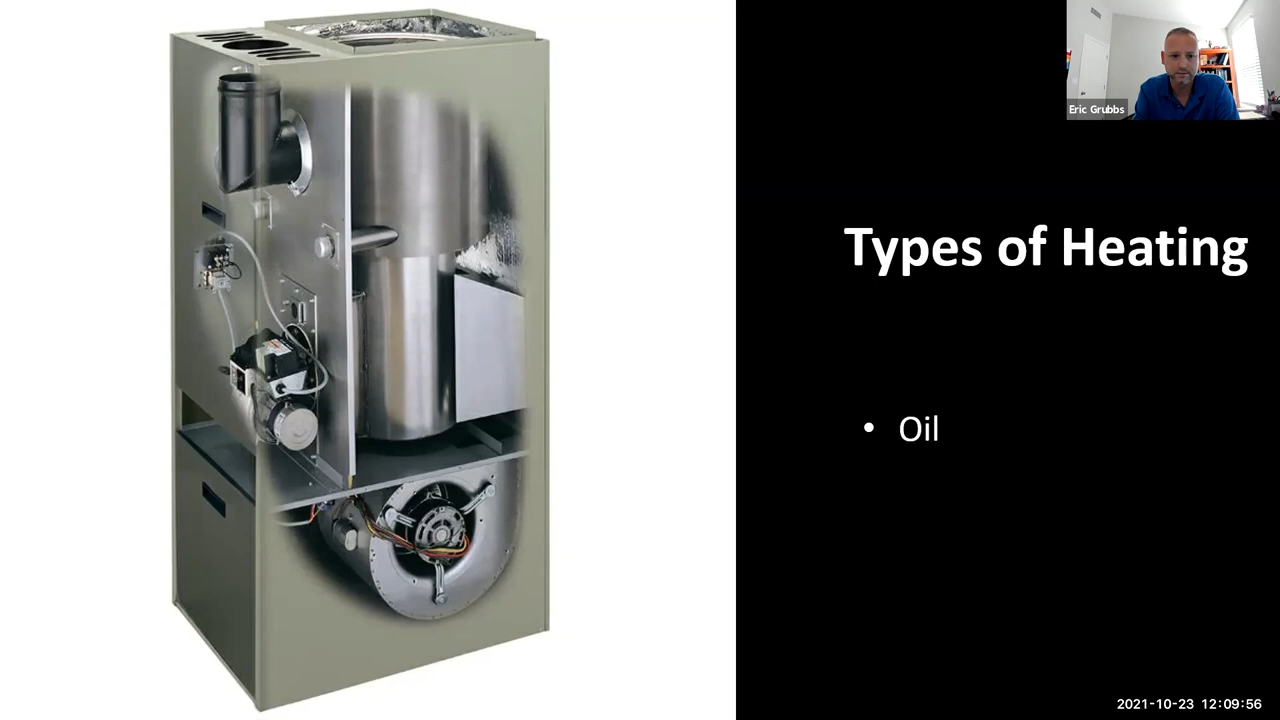 Eric Grubbs
Types of Heating
• Oil
2021-10-23 12:09:56